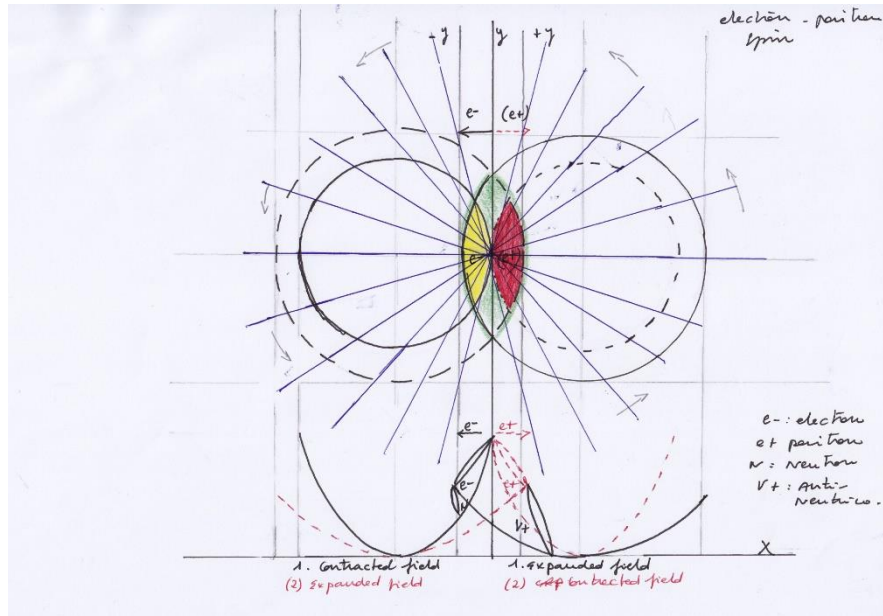 electron - positron
spin
-y y +y
e- (e+)
e- (e+)
e- e+
e- e+
N V+
e- : electron
e+ positron
N = Neutron
V+ : Anti-
Neutrino.
X
1. Contracted field 1. Expanded field
(2) Expanded field (2) Contracted field